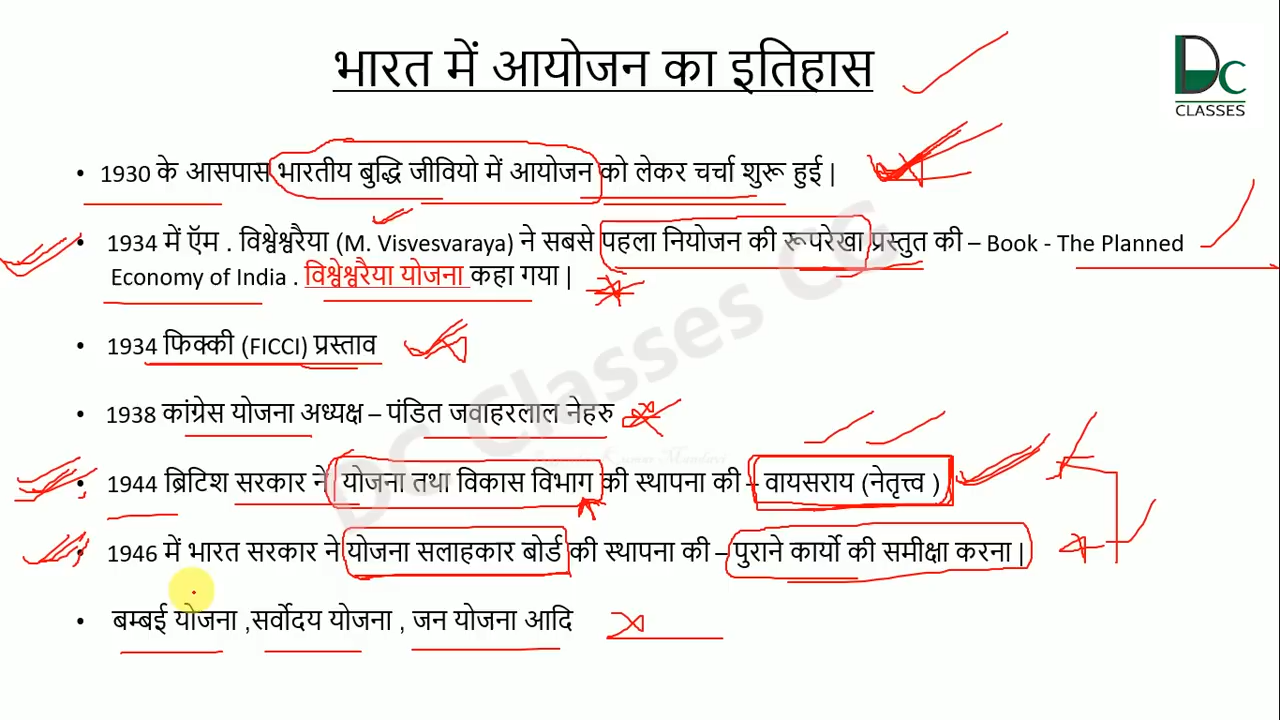 भारत में आयोजन का इतिहास
DC
CLASSES
• 1930 के आसपास भारतीय बुद्धि जीवियो में आयोजन को लेकर चर्चा शुरू हुई |
• 1934 में ऍम . विश्वेश्वरैया (M. Visvesvaraya) ने सबसे पहला नियोजन की रूपरेखा प्रस्तुत की – Book - The Planned
Economy of India . विश्वेश्वरैया योजना कहा गया |
• 1934 फिक्की (FICCI) प्रस्ताव
• 1938 कांग्रेस योजना अध्यक्ष – पंडित जवाहरलाल नेहरु
• 1944 ब्रिटिश सरकार ने योजना तथा विकास विभाग की स्थापना की – वायसराय (नेतृत्त्व )
• 1946 में भारत सरकार ने योजना सलाहकार बोर्ड की स्थापना की – पुराने कार्यो की समीक्षा करना |
• बम्बई योजना ,सर्वोदय योजना , जन योजना आदि
DC Classes CG